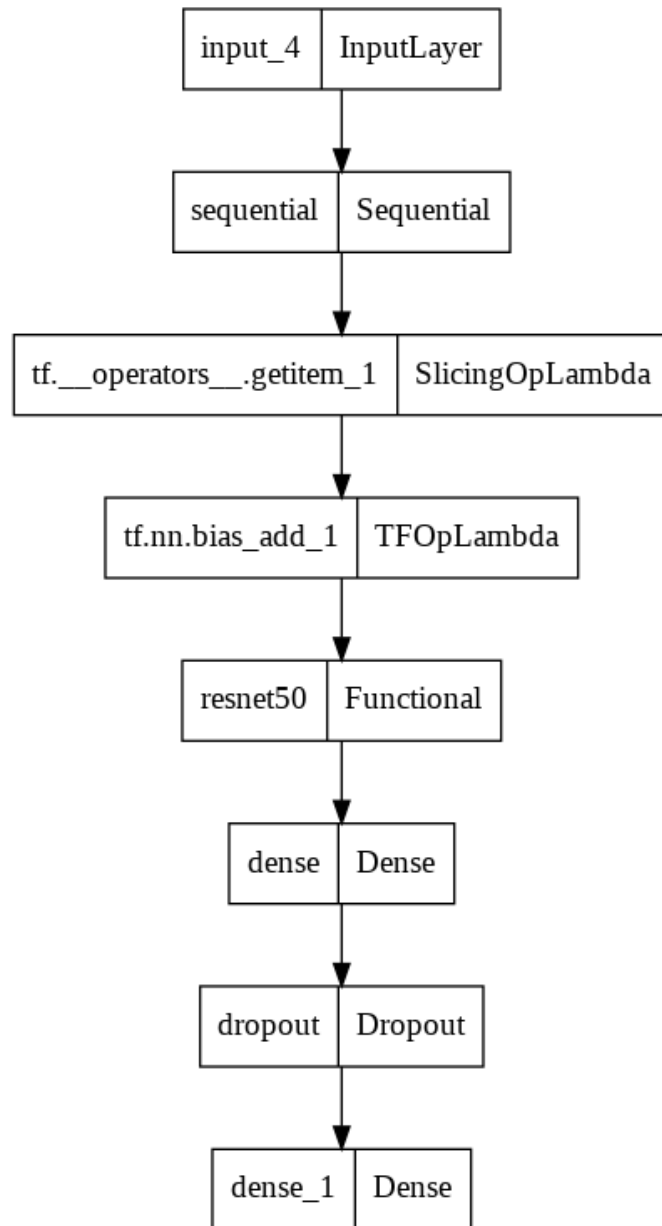 input_4 InputLayer
sequential Sequential
tf.__operators__.getitem_1 SlicingOpLambda
tf.nn.bias_add_1 TFOpLambda
resnet50 Functional
dense Dense
dropout Dropout
dense_1 Dense